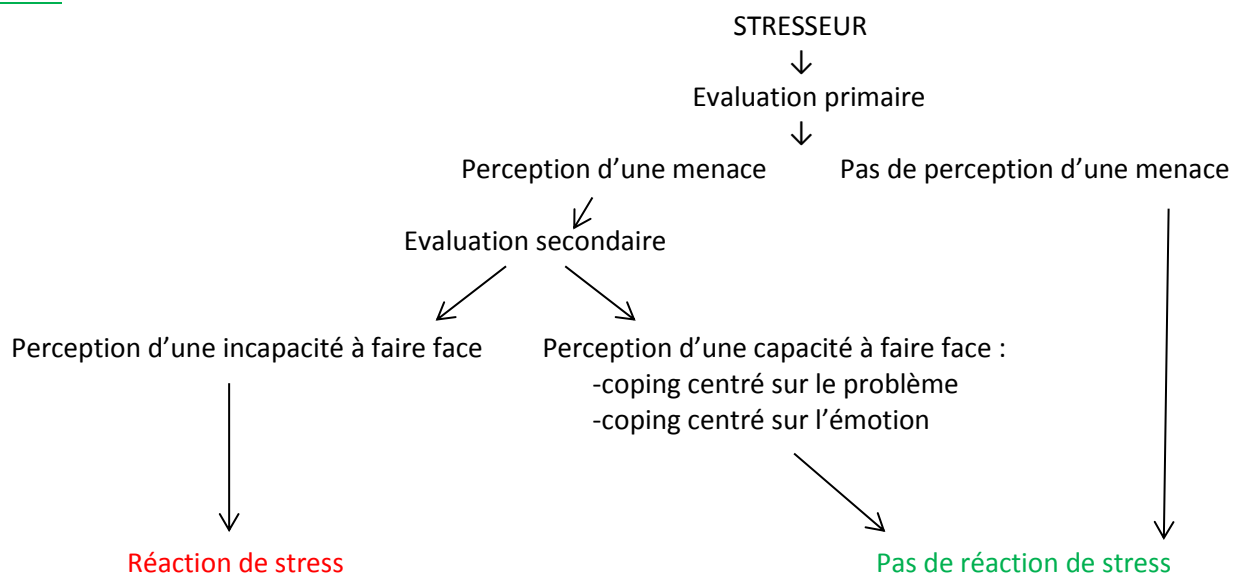 STRESSEUR
Evaluation primaire
Perception d’une menace
Pas de perception d’une menace
Evaluation secondaire
Perception d’une incapacité à faire face
Perception d’une capacité à faire face :
-coping centré sur le problème
-coping centré sur l’émotion
Réaction de stress
Pas de réaction de stress